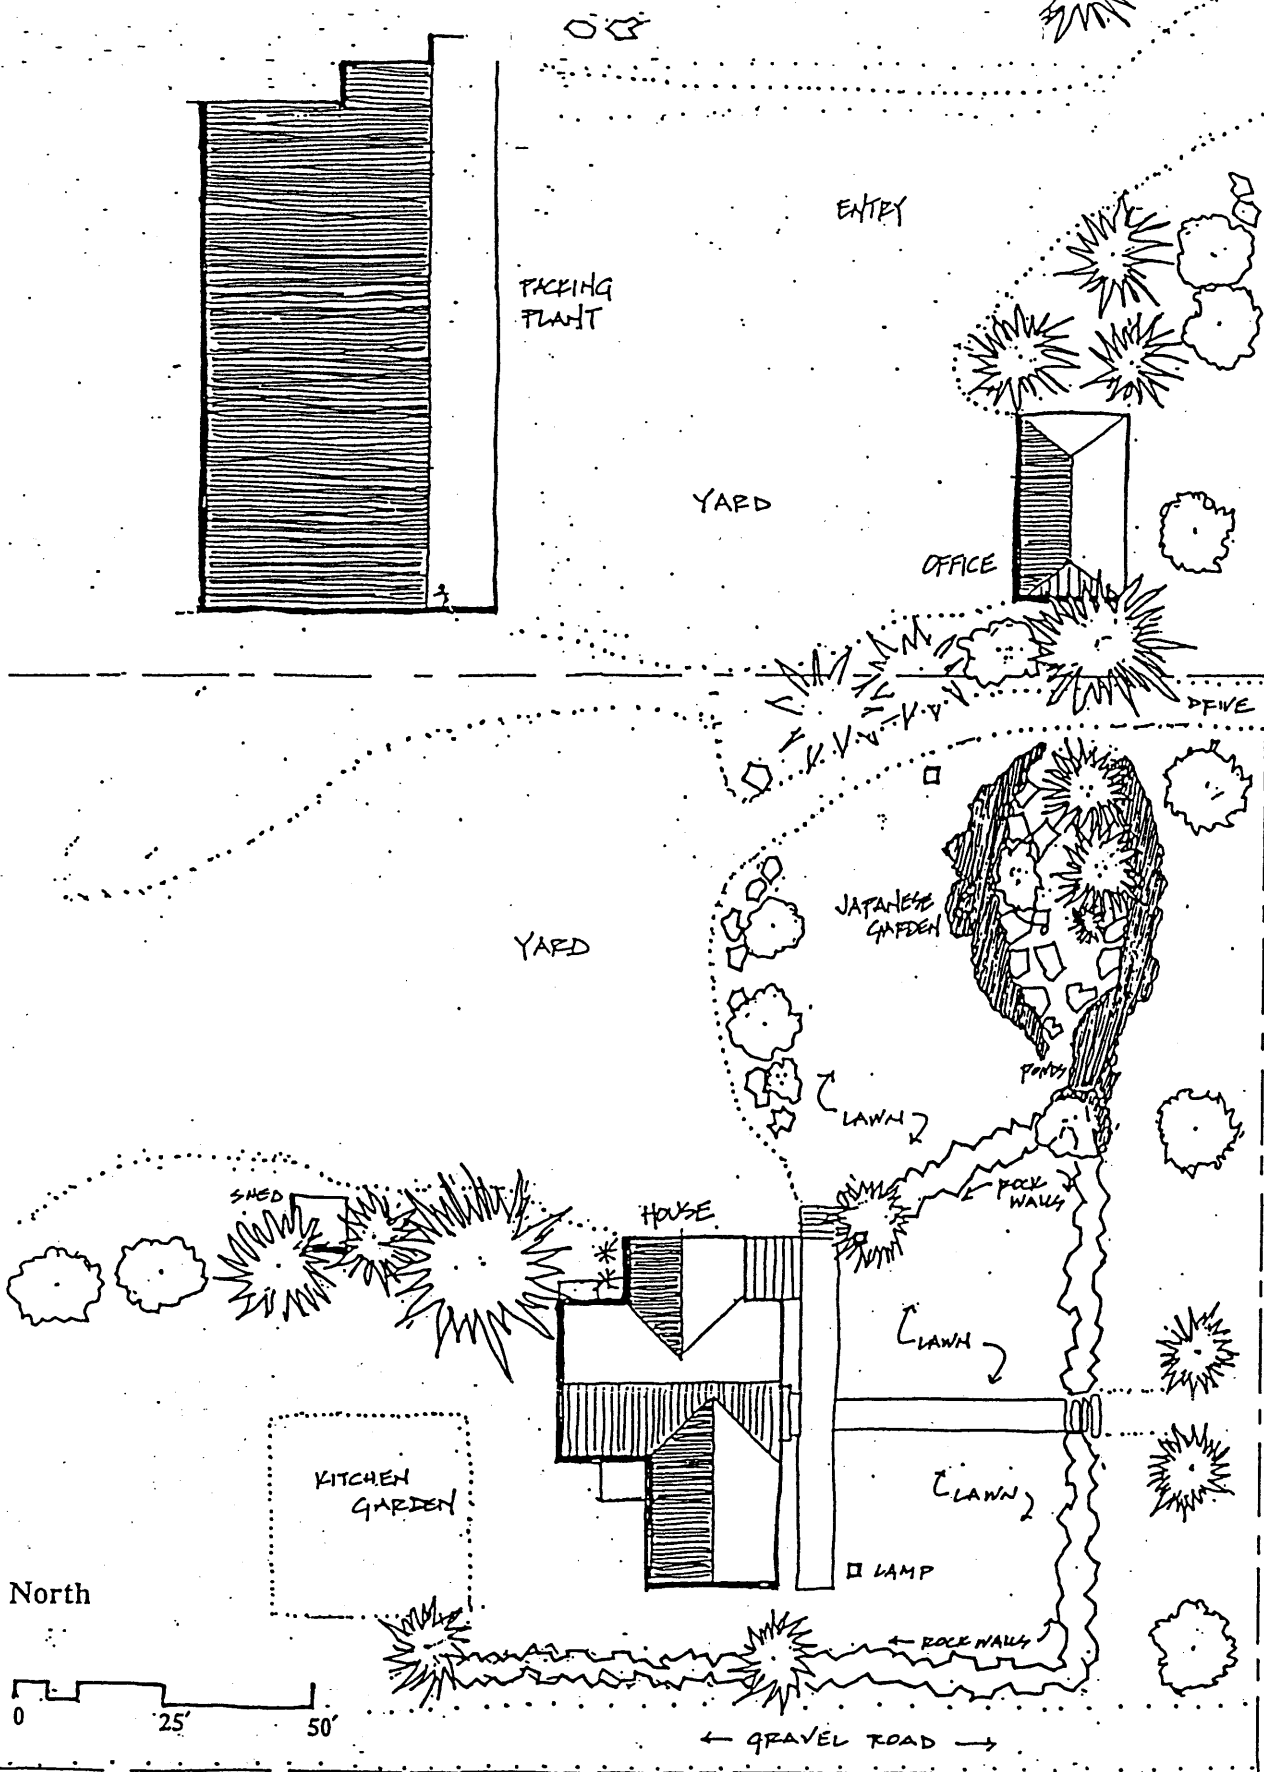 ENTRY
PACKING
PLANT
YARD
OFFICE
DRIVE
JAPANESE
GARDEN
YARD
PONDS
LAWN
ROCK
WALLS
SHED
HOUSE
LAWN
KITCHEN
GARDEN
LAWN
LAMP
North
ROCK WALLS
0 25' 50'
← GRAVEL ROAD →